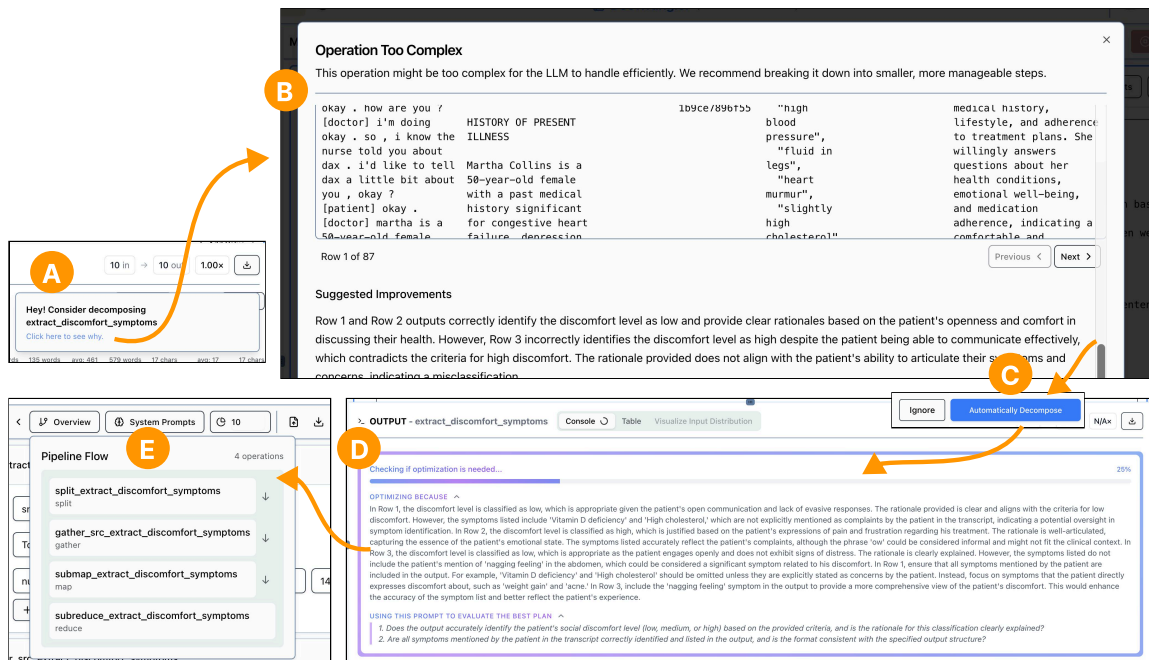 A
10 in → 10 out 1.00×
Hey! Consider decomposing
extract_discomfort_symptoms
Click here to see why.
135 words avg: 461 579 words 17 chars avg: 17 17 chars
B
Operation Too Complex
This operation might be too complex for the LLM to handle efficiently. We recommend breaking it down into smaller, more manageable steps.
okay . how are you ? 1b9ce7896f55 "high medical history,
[doctor] i'm doing HISTORY OF PRESENT blood lifestyle, and adherence
okay . so , i know the ILLNESS pressure", to treatment plans. She
nurse told you about "fluid in willingly answers
dax . i'd like to tell Martha Collins is a legs", questions about her
dax a little bit about 50-year-old female "heart health conditions,
you , okay ? with a past medical murmur", emotional well-being,
[patient] okay . history significant "slightly and medication
[doctor] martha is a for congestive heart high adherence, indicating a
50-year-old female failure, depression cholesterol" comfortable and
Row 1 of 87 Previous Next
Suggested Improvements
Row 1 and Row 2 outputs correctly identify the discomfort level as low and provide clear rationales based on the patient's openness and comfort in
discussing their health. However, Row 3 incorrectly identifies the discomfort level as high despite the patient being able to communicate effectively,
which contradicts the criteria for high discomfort. The rationale provided does not align with the patient's ability to articulate their and
concerns, indicating a misclassification
C
Ignore Automatically Decompose
D
OUTPUT - extract_discomfort_symptoms Console Table Visualize Input Distribution N/A×
Checking if optimization is needed... 25%
OPTIMIZING BECAUSE
In Row 1, the discomfort level is classified as low, which is appropriate given the patient's open communication and lack of evasive responses. The rationale provided is clear and aligns with the criteria for low
discomfort. However, the symptoms listed include 'Vitamin D deficiency' and 'High cholesterol,' which are not explicitly mentioned as complaints by the patient in the transcript, indicating a potential oversight in
symptom identification. In Row 2, the discomfort level is classified as high, which is justified based on the patient's expressions of pain and frustration regarding his treatment. The rationale is well-articulated,
capturing the essence of the patient's emotional state. The symptoms listed accurately reflect the patient's complaints, although the phrase 'ow' could be considered informal and might not fit the clinical context. In
Row 3, the discomfort level is classified as low, which is appropriate as the patient engages openly and does not exhibit signs of distress. The rationale is clearly explained. However, the symptoms listed do not
include the patient's mention of 'nagging feeling' in the abdomen, which could be considered a significant symptom related to his discomfort. In Row 1, ensure that all symptoms mentioned by the patient are
included in the output. For example, 'Vitamin D deficiency' and 'High cholesterol' should be omitted unless they are explicitly stated as concerns by the patient. Instead, focus on symptoms that the patient directly
expresses discomfort about, such as 'weight gain' and 'acne.' In Row 3, include the 'nagging feeling' symptom in the output to provide a more comprehensive view of the patient's discomfort. This would enhance
the accuracy of the symptom list and better reflect the patient's experience.
USING THIS PROMPT TO EVALUATE THE BEST PLAN
1. Does the output accurately identify the patient's social discomfort level (low, medium, or high) based on the provided criteria, and is the rationale for this classification clearly explained?
2. Are all symptoms mentioned by the patient in the transcript correctly identified and listed in the output, and is the format consistent with the specified output structure?
E
Overview System Prompts 10
Pipeline Flow 4 operations
split_extract_discomfort_symptoms
split
gather_src_extract_discomfort_symptoms
gather
submap_extract_discomfort_symptoms
map
subreduce_extract_discomfort_symptoms
reduce
14